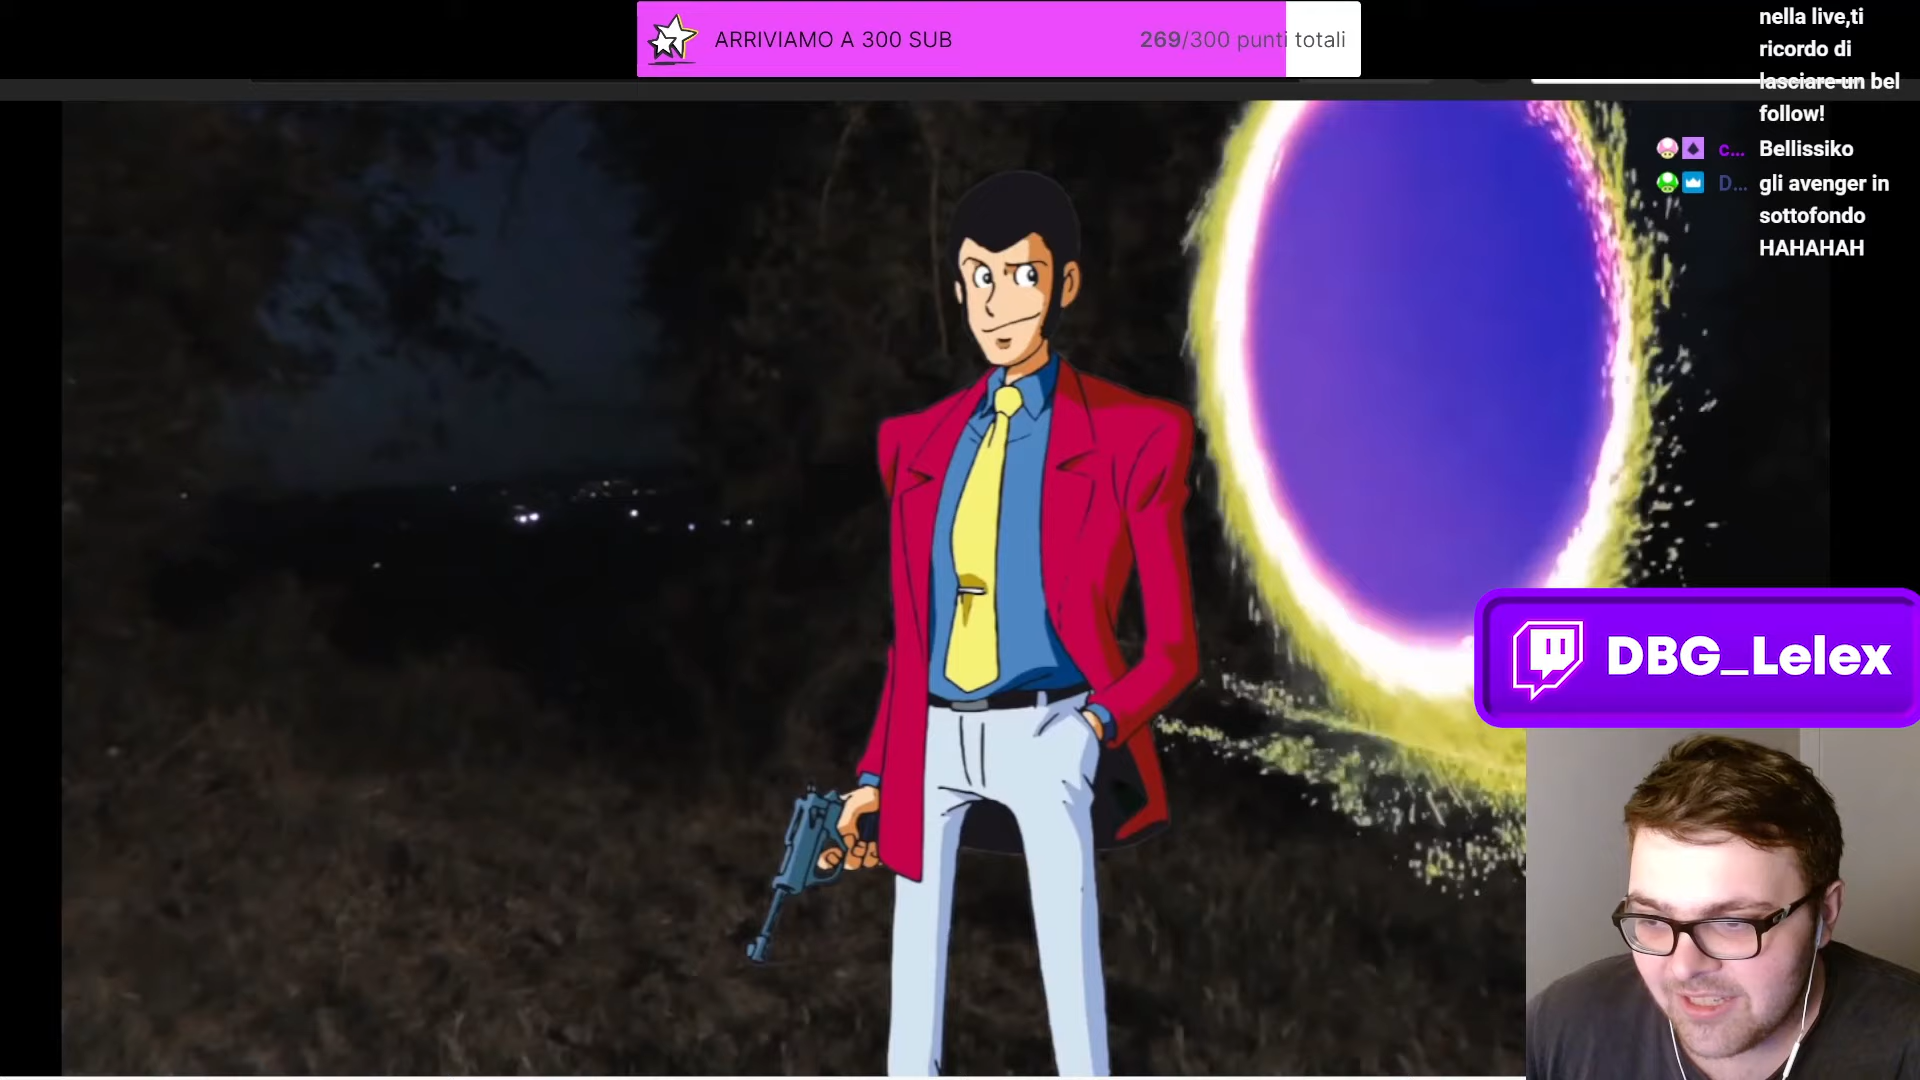 ARRIVIAMO A 300 SUB
269/300 punti totali
nella live,ti
ricordo di
lasciare un bel
follow!
c... Bellissiko
D... gli avenger in
sottofondo
HAHAHAH
DBG_Lelex